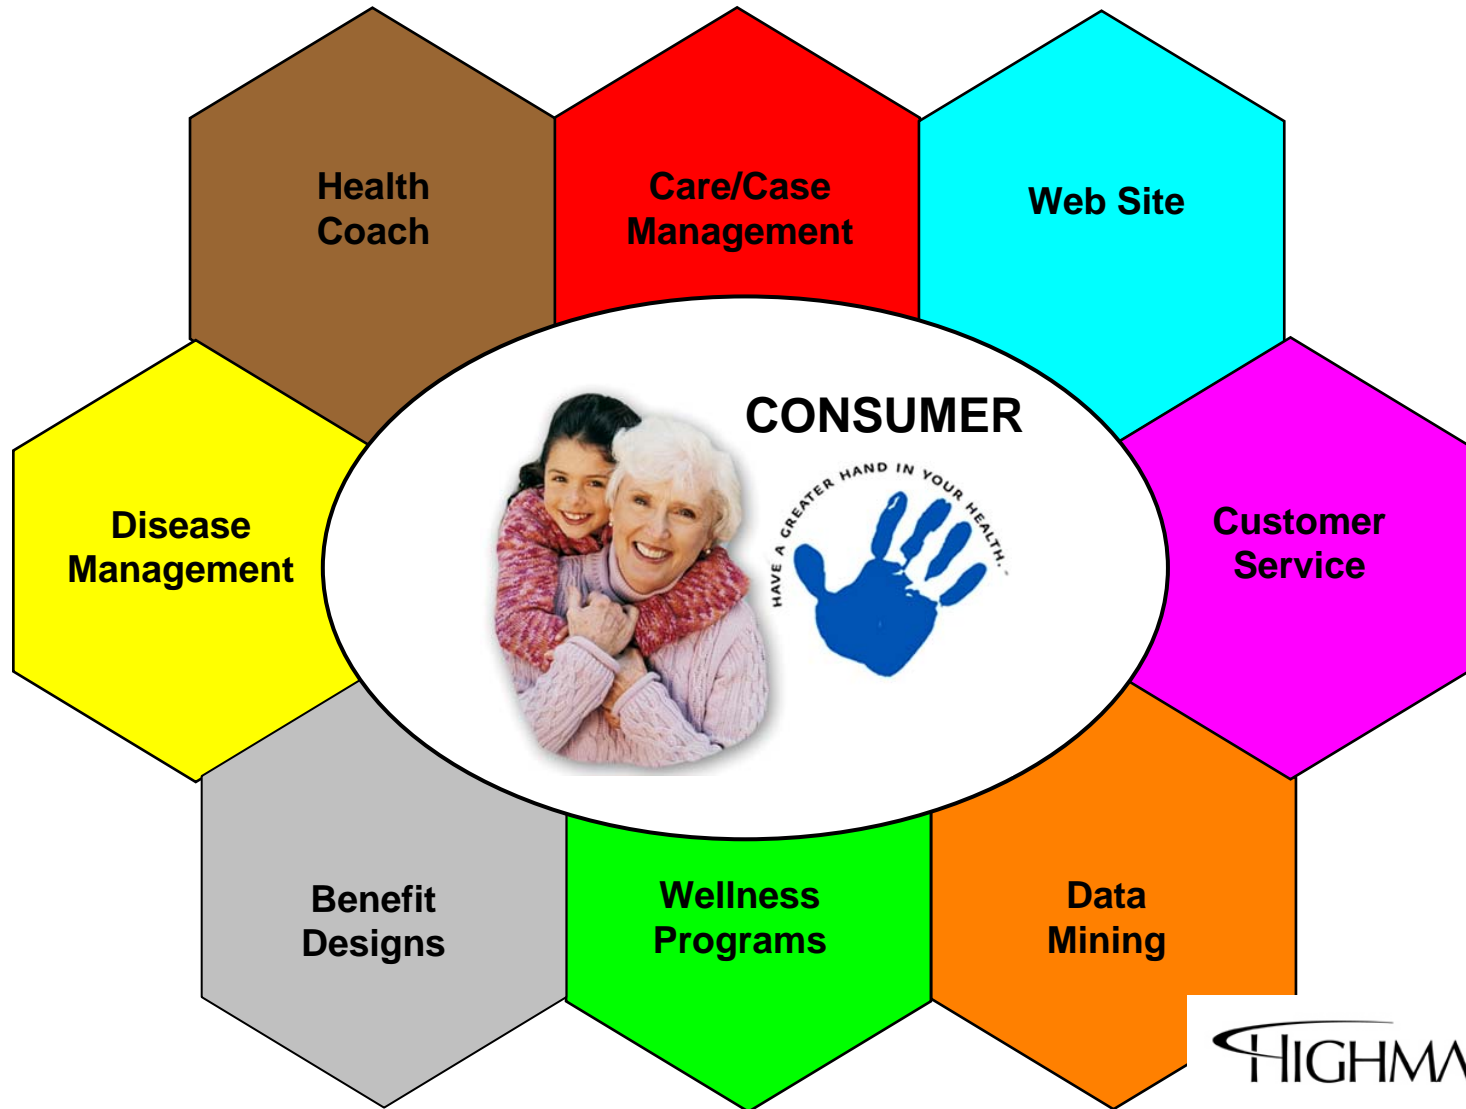 Health
Coach
Care/Case
Management
Web Site
CONSUMER
HAVE A GREATER HAND IN YOUR HEALTH.
Disease
Management
Customer
Service
Benefit
Designs
Wellness
Programs
Data
Mining